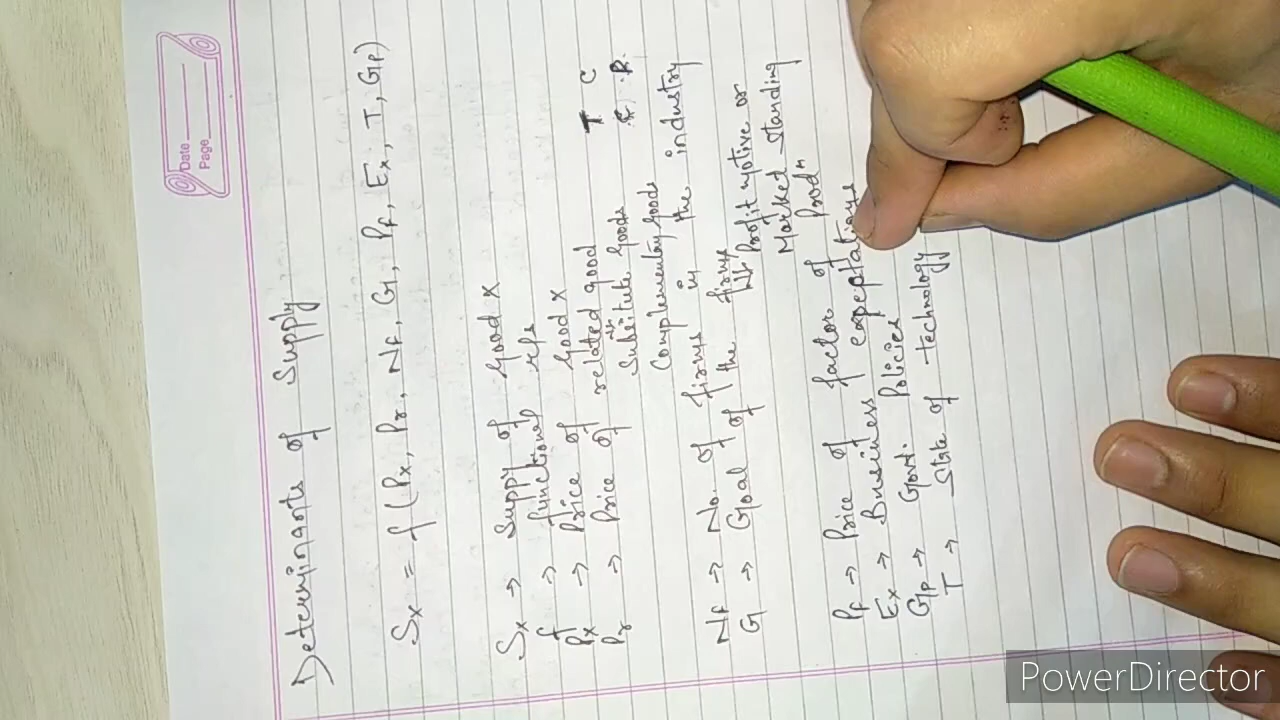 Date
Page
Determinants of Supply
Sx = f (Px, Pr, Nf, G, Pf, Ex, T, Gp)
Sx → Supply of Good X
f → functional rln
Px → Price of Good X
Pr → Price of related good T C
Substitute Goods C. R.
Complementry goods
Nf → No. of firms in the industry
G → Goal of the firms
Profit motive or
Market Standing
Pf → Price of factor of Prodn
Ex → Business expeptations
Gp → Govt. Policies
T → State of technology
PowerDirector